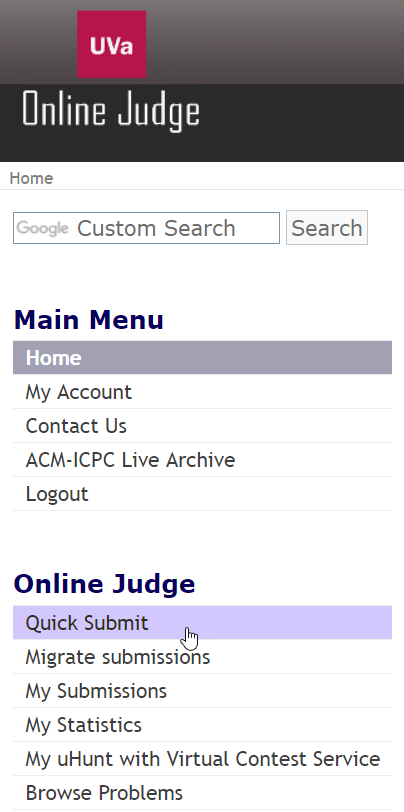 UVa
Online Judge
Home
Google Custom Search Search
Main Menu
Home
My Account
Contact Us
ACM-ICPC Live Archive
Logout
Online Judge
Quick Submit
Migrate submissions
My Submissions
My Statistics
My uHunt with Virtual Contest Service
Browse Problems